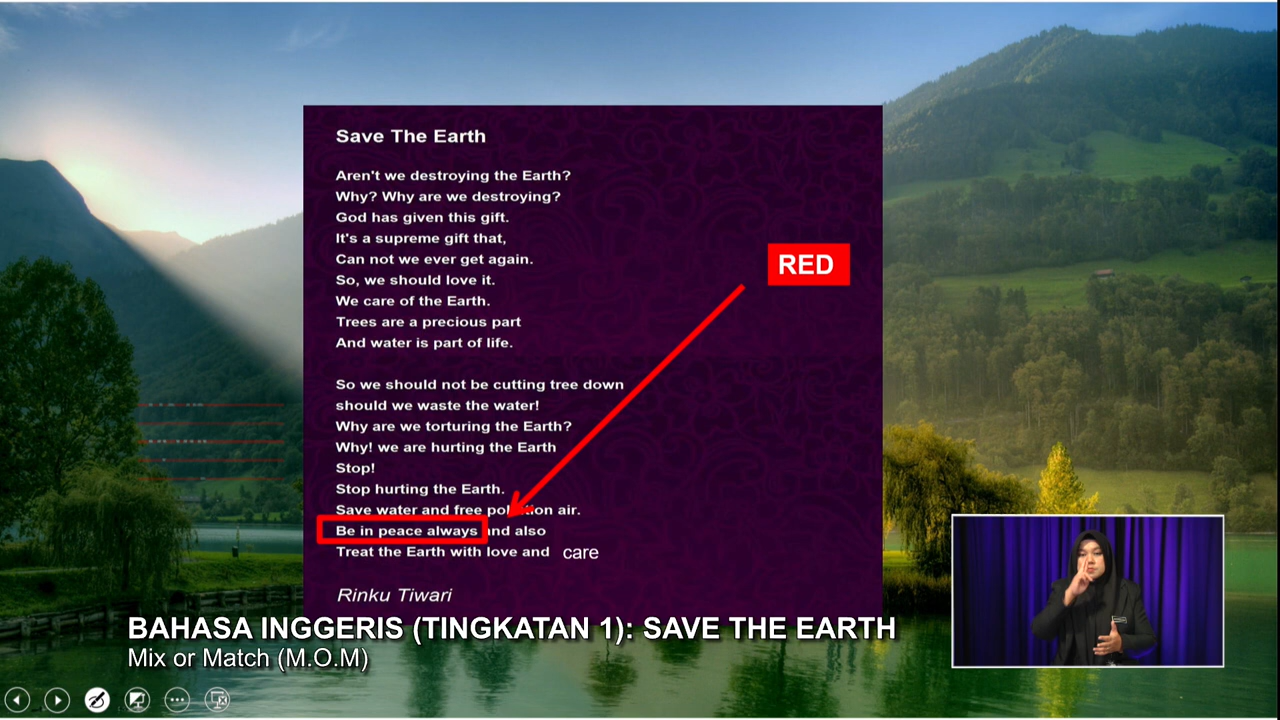 Save The Earth
Aren't we destroying the Earth?
Why? Why are we destroying?
God has given this gift.
It's a supreme gift that,
Can not we ever get again.
So, we should love it.
We care of the Earth.
Trees are a precious part
And water is part of life.
So we should not be cutting tree down
should we waste the water!
Why are we torturing the Earth?
Why! we are hurting the Earth
Stop!
Stop hurting the Earth.
Save water and free air.
Be in peace always and also
Treat the Earth with love and care
Rinku Tiwari
RED
BAHASA INGGERIS (TINGKATAN 1): SAVE THE EARTH
Mix or Match (M.O.M)